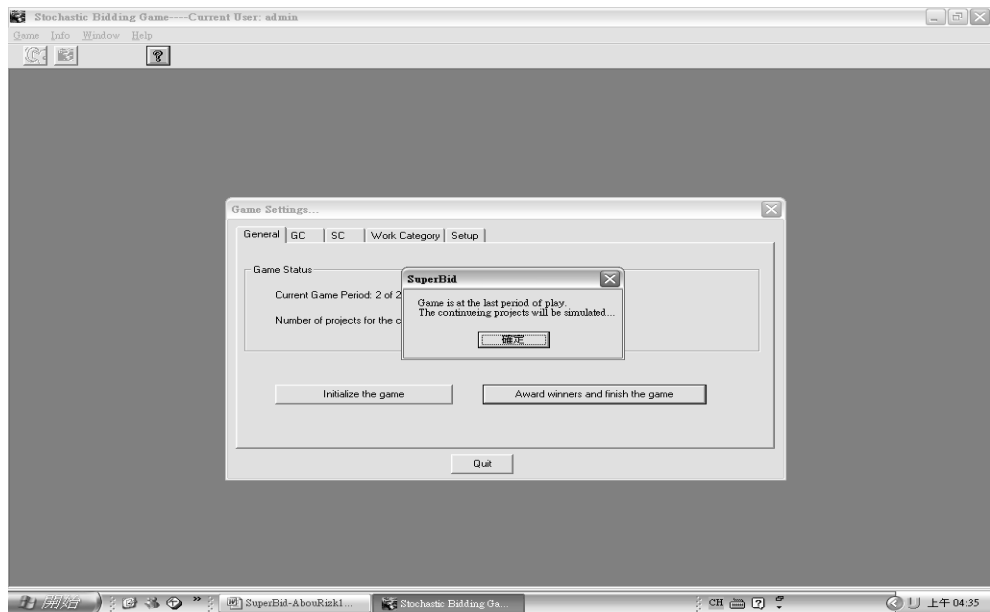 Stochastic Bidding Game----Current User: admin
Game Info Window Help
Game Settings...
General GC SC Work Category Setup
Game Status
Current Game Period: 2 of 2
Number of projects for the c
SuperBid
Game is at the last period of play.
The continueing projects will be simulated...
確定
Initialize the game
Award winners and finish the game
Quit
開始
SuperBid-AbouRizk1...
Stochastic Bidding Ga...
CH
上午 04:35